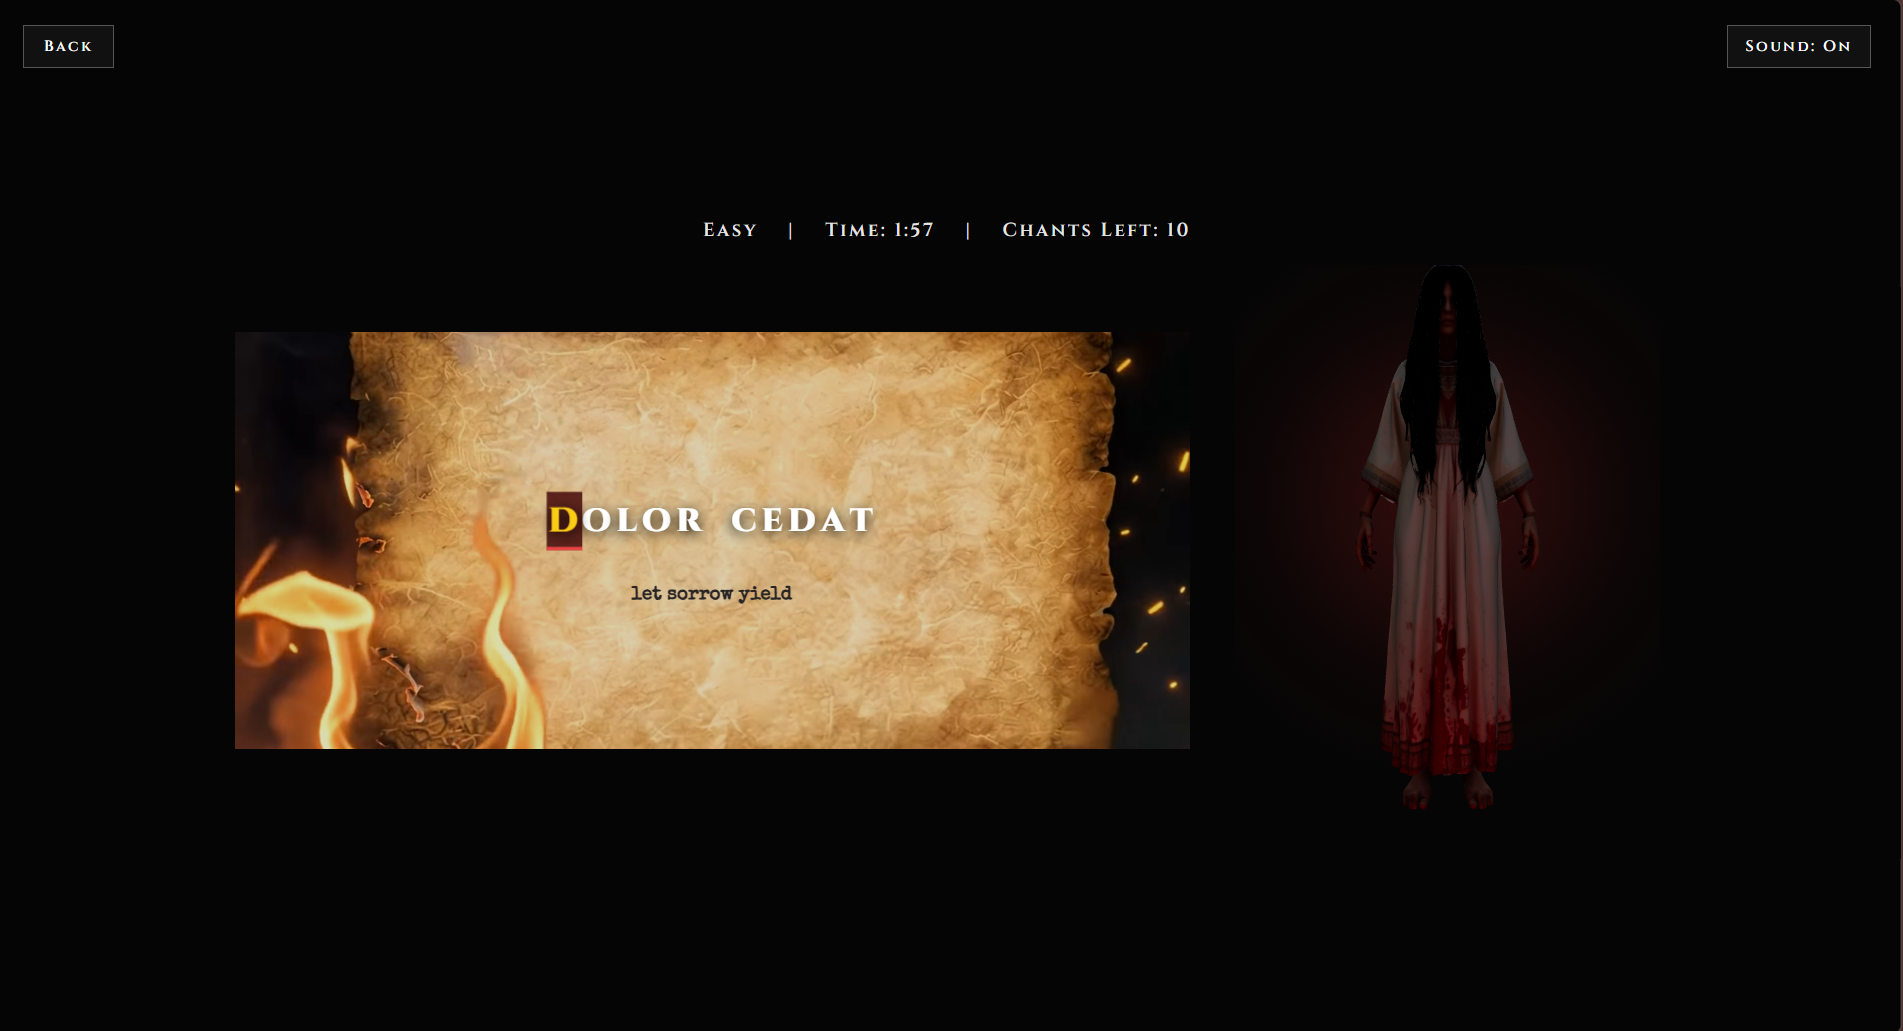 Back
Sound: On
Easy | Time: 1:57 | Chants Left: 10
Dolor cedat
let sorrow yield